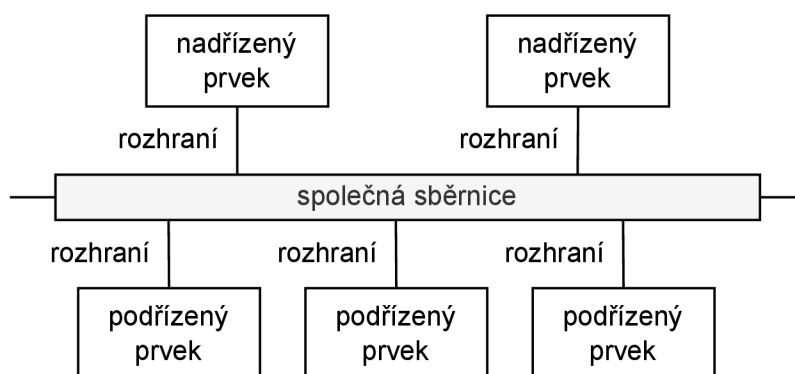 nadřízený
prvek
nadřízený
prvek
rozhraní
rozhraní
společná sběrnice
rozhraní
rozhraní
rozhraní
podřízený
prvek
podřízený
prvek
podřízený
prvek